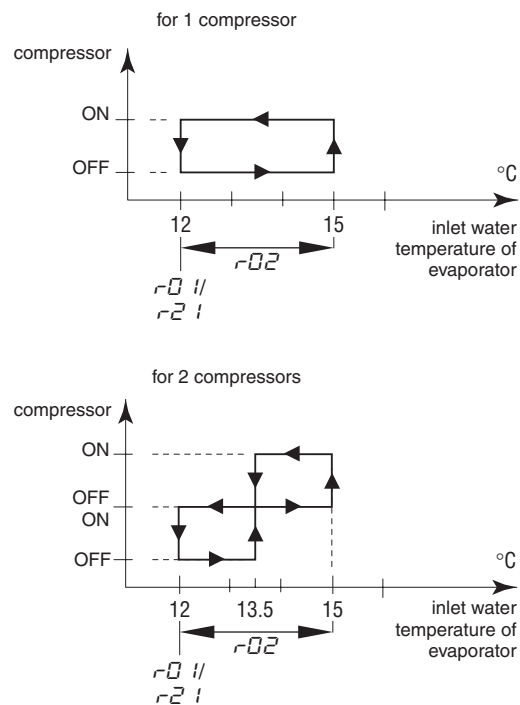 for 1 compressor
compressor
ON
OFF
°C
12
15
inlet water
temperature of
evaporator
r02
r01/
r21
for 2 compressors
compressor
ON
OFF
ON
OFF
°C
12
13.5
15
inlet water
temperature of
evaporator
r02
r01/
r21